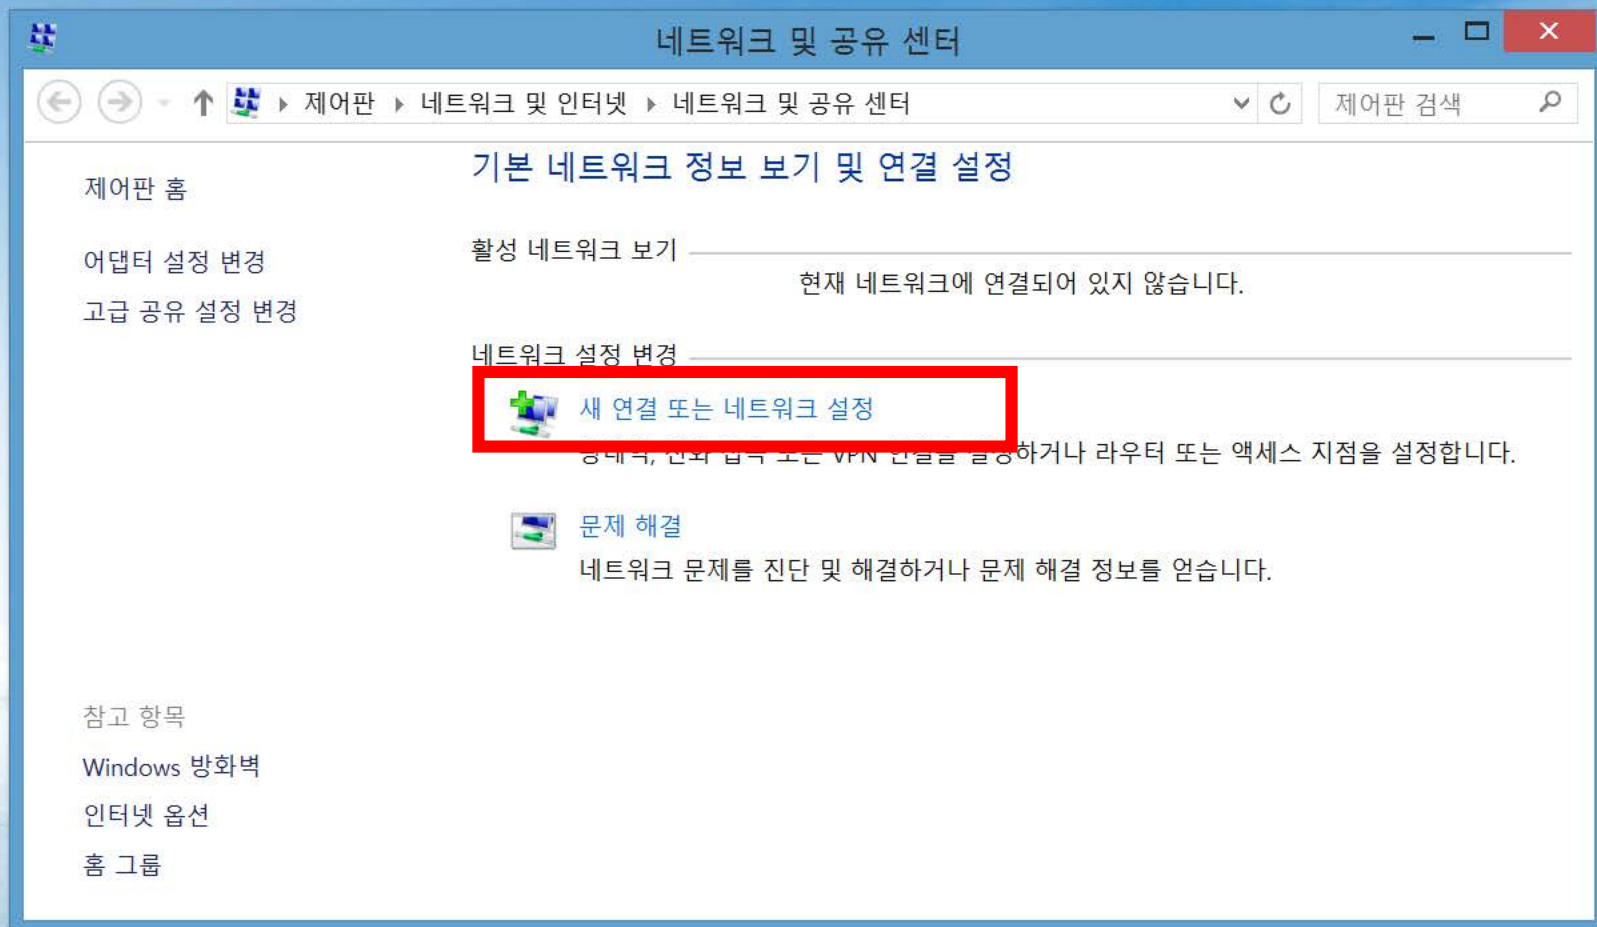 네트워크 및 공유 센터
제어판 네트워크 및 인터넷 네트워크 및 공유 센터
제어판 검색
기본 네트워크 정보 보기 및 연결 설정
제어판 홈
활성 네트워크 보기
어댑터 설정 변경
현재 네트워크에 연결되어 있지 않습니다.
고급 공유 설정 변경
네트워크 설정 변경
새 연결 또는 네트워크 설정
또는 VPN 연결을 설정하거나 라우터 또는 액세스 지점을 설정합니다.
문제 해결
네트워크 문제를 진단 및 해결하거나 문제 해결 정보를 얻습니다.
참고 항목
Windows 방화벽
인터넷 옵션
홈 그룹